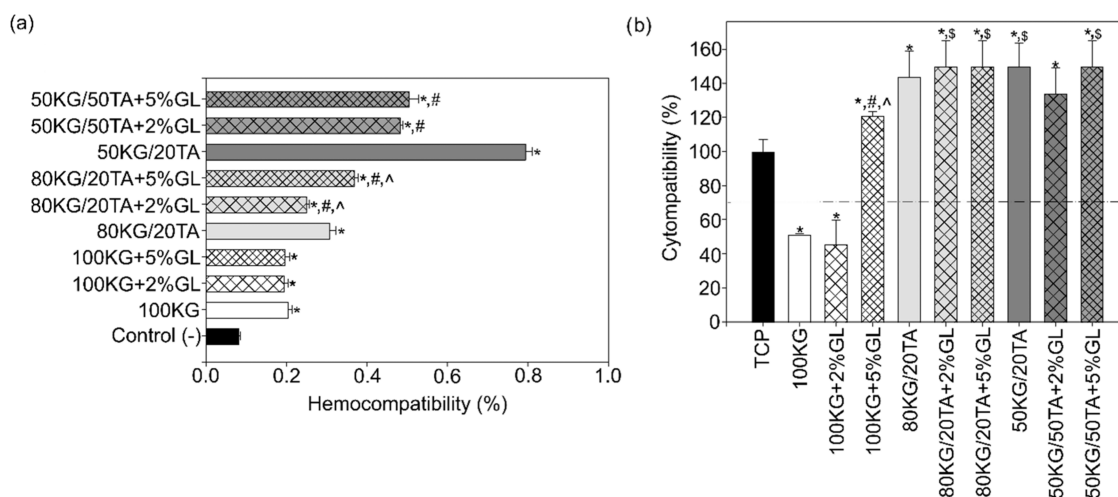 (a)
50KG/50TA+5%GL
*,#
50KG/50TA+2%GL
*,#
50KG/20TA
*
80KG/20TA+5%GL
*,#,^
80KG/20TA+2%GL
*,#,^
80KG/20TA
*
100KG+5%GL
*
100KG+2%GL
*
100KG
*
Control (-)
0.0 0.2 0.4 0.6 0.8 1.0
Hemocompatibility (%)
(b)
Cytompatibility (%)
160
140
120
100
80
60
40
20
0
* * *,#,^ * *,$ *,$ *,$ * *,$
TCP
100KG
100KG+2%GL
100KG+5%GL
80KG/20TA
80KG/20TA+2%GL
80KG/20TA+5%GL
50KG/20TA
50KG/50TA+2%GL
50KG/50TA+5%GL